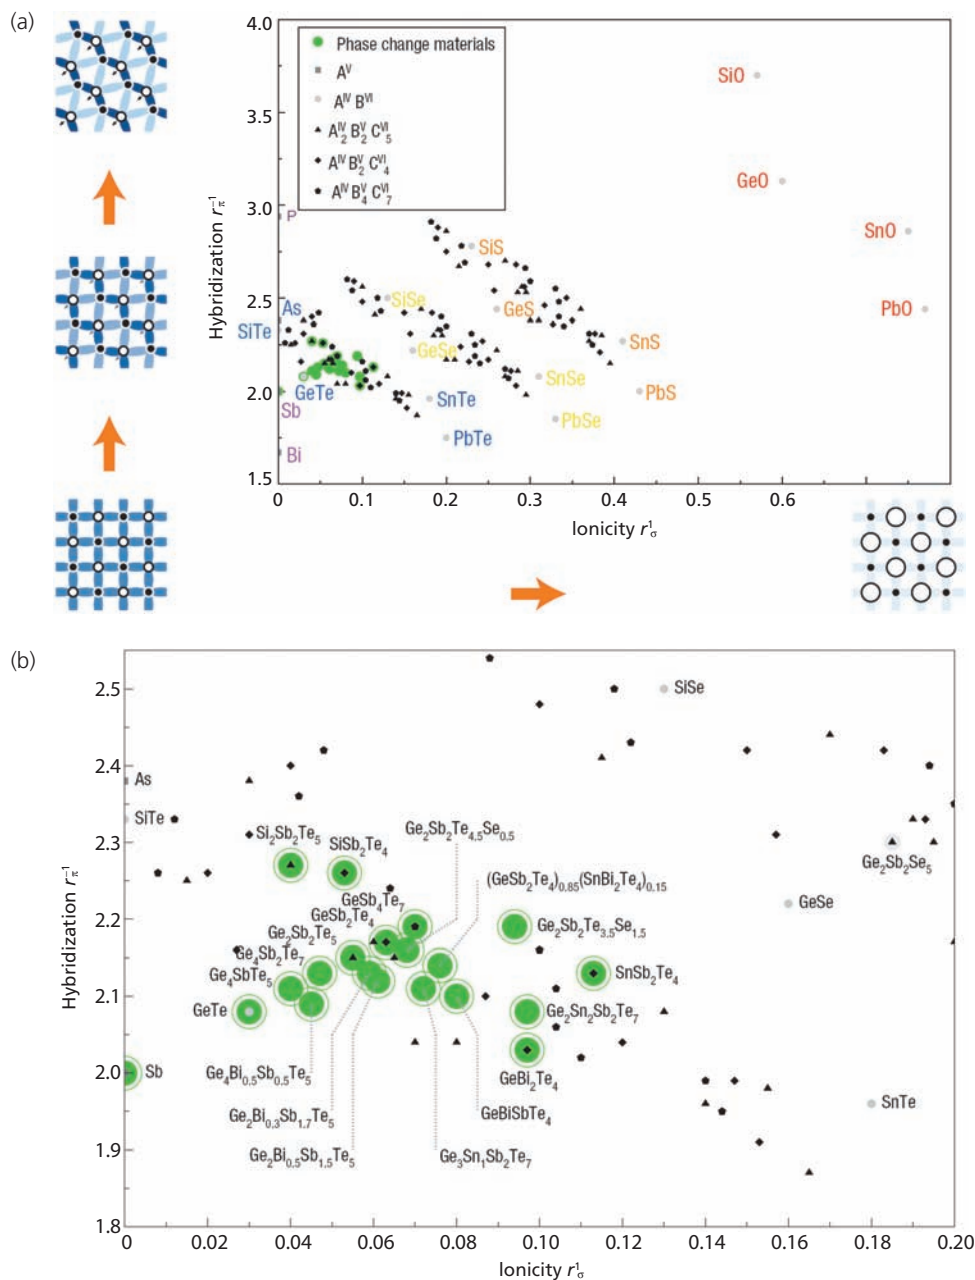 (a)
4.0
3.5
3.0
2.5
2.0
1.5
Hybridization r_π^-1
Phase change materials
A^V
A^IV B^VI
A^IV_2 B^V_2 C^VI_5
A^IV B^V_2 C^VI_4
A^IV B^V_4 C^VI_7
SiO
GeO
SnO
PbO
P
SiS
As
SiSe
GeS
SiTe
GeSe
SnS
GeTe
SnSe
Sb
SnTe
PbS
PbSe
PbTe
Bi
0 0.1 0.2 0.3 0.4 0.5 0.6 0.7
Ionicity r^1_σ
(b)
2.5
2.4
2.3
2.2
2.1
2.0
1.9
1.8
Hybridization r_π^-1
SiSe
As
SiTe
Ge₂Sb₂Te₄.₅Se₀.₅
Si₂Sb₂Te₅
SiSb₂Te₄
Ge₂Sb₂Se₅
(GeSb₂Te₄)₀.₈₅(SnBi₂Te₄)₀.₁₅
GeSb₄Te₇
GeSe
GeSb₂Te₄
Ge₂Sb₂Te₃.₅Se₁.₅
Ge₂Sb₂Te₅
Ge₄Sb₂Te₇
Ge₄SbTe₅
SnSb₂Te₄
GeTe
Ge₂Sn₂Sb₂Te₇
Sb
Ge₄Bi₀.₅Sb₀.₅Te₅
GeBi₂Te₄
SnTe
Ge₂Bi₀.₃Sb₁.₇Te₅
GeBiSbTe₄
Ge₂Bi₀.₅Sb₁.₅Te₅
Ge₃Sn₁Sb₂Te₇
0 0.02 0.04 0.06 0.08 0.10 0.12 0.14 0.16 0.18 0.20
Ionicity r^1_σ